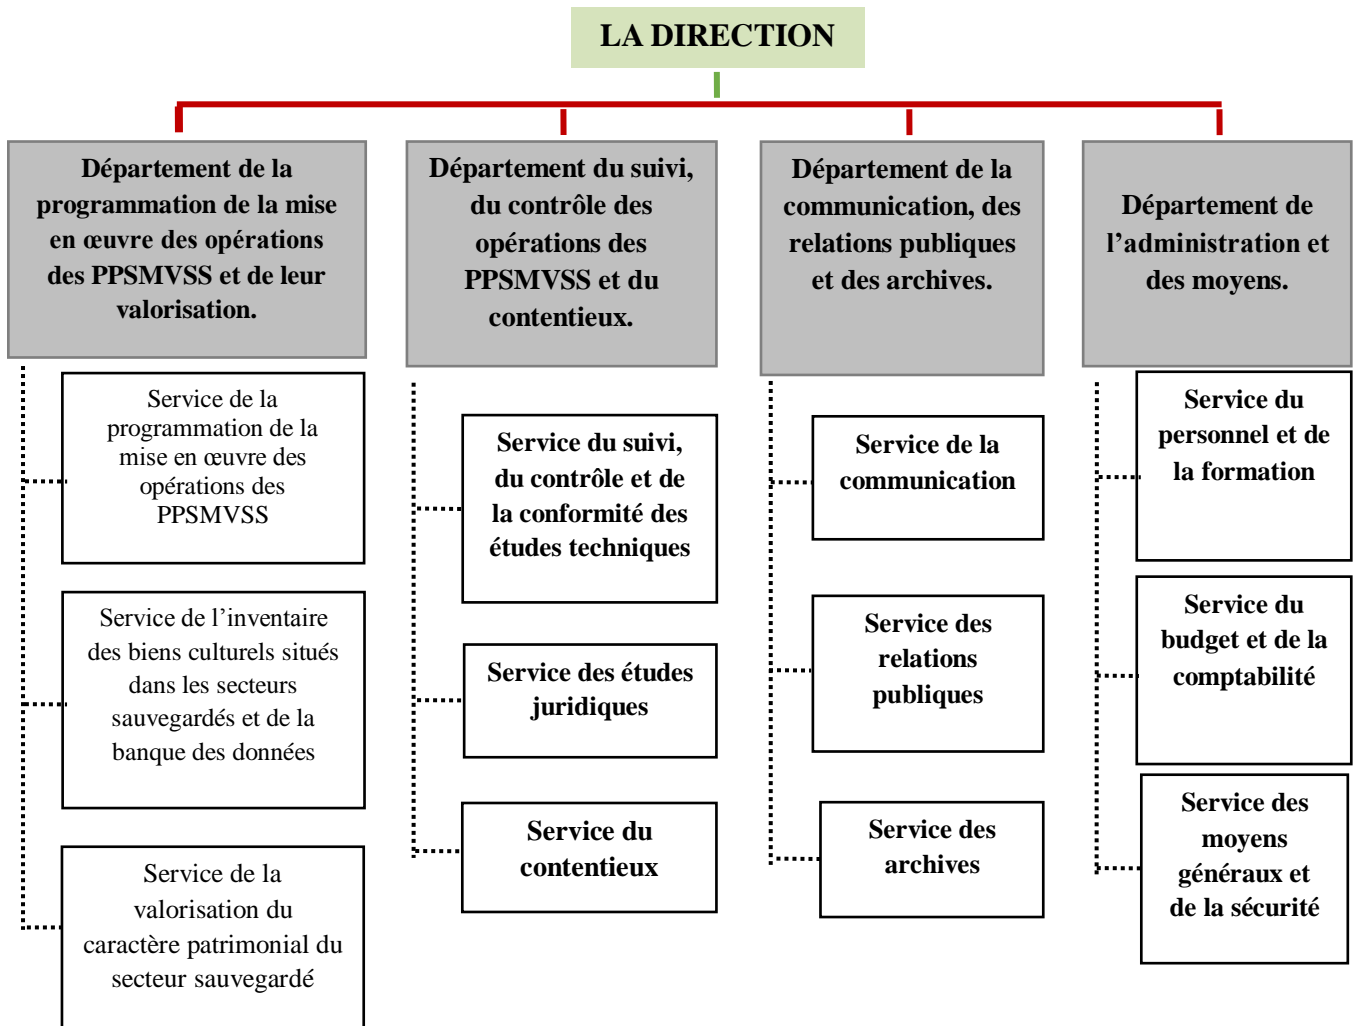 LA DIRECTION
Département de la
programmation de la mise
en œuvre des opérations
des PPSMVSS et de leur
valorisation.
Service de la
programmation de la
mise en œuvre des
opérations des
PPSMVSS
Service de l’inventaire
des biens culturels situés
dans les secteurs
sauvegardés et de la
banque des données
Service de la
valorisation du
caractère patrimonial du
secteur sauvegardé
Département du suivi,
du contrôle des
opérations des
PPSMVSS et du
contentieux.
Service du suivi,
du contrôle et de
la conformité des
études techniques
Service des études
juridiques
Service du
contentieux
Département de la
communication, des
relations publiques
et des archives.
Service de la
communication
Service des
relations
publiques
Service des
archives
Département de
l’administration et
des moyens.
Service du
personnel et de
la formation
Service du
budget et de la
comptabilité
Service des
moyens
généraux et
de la sécurité